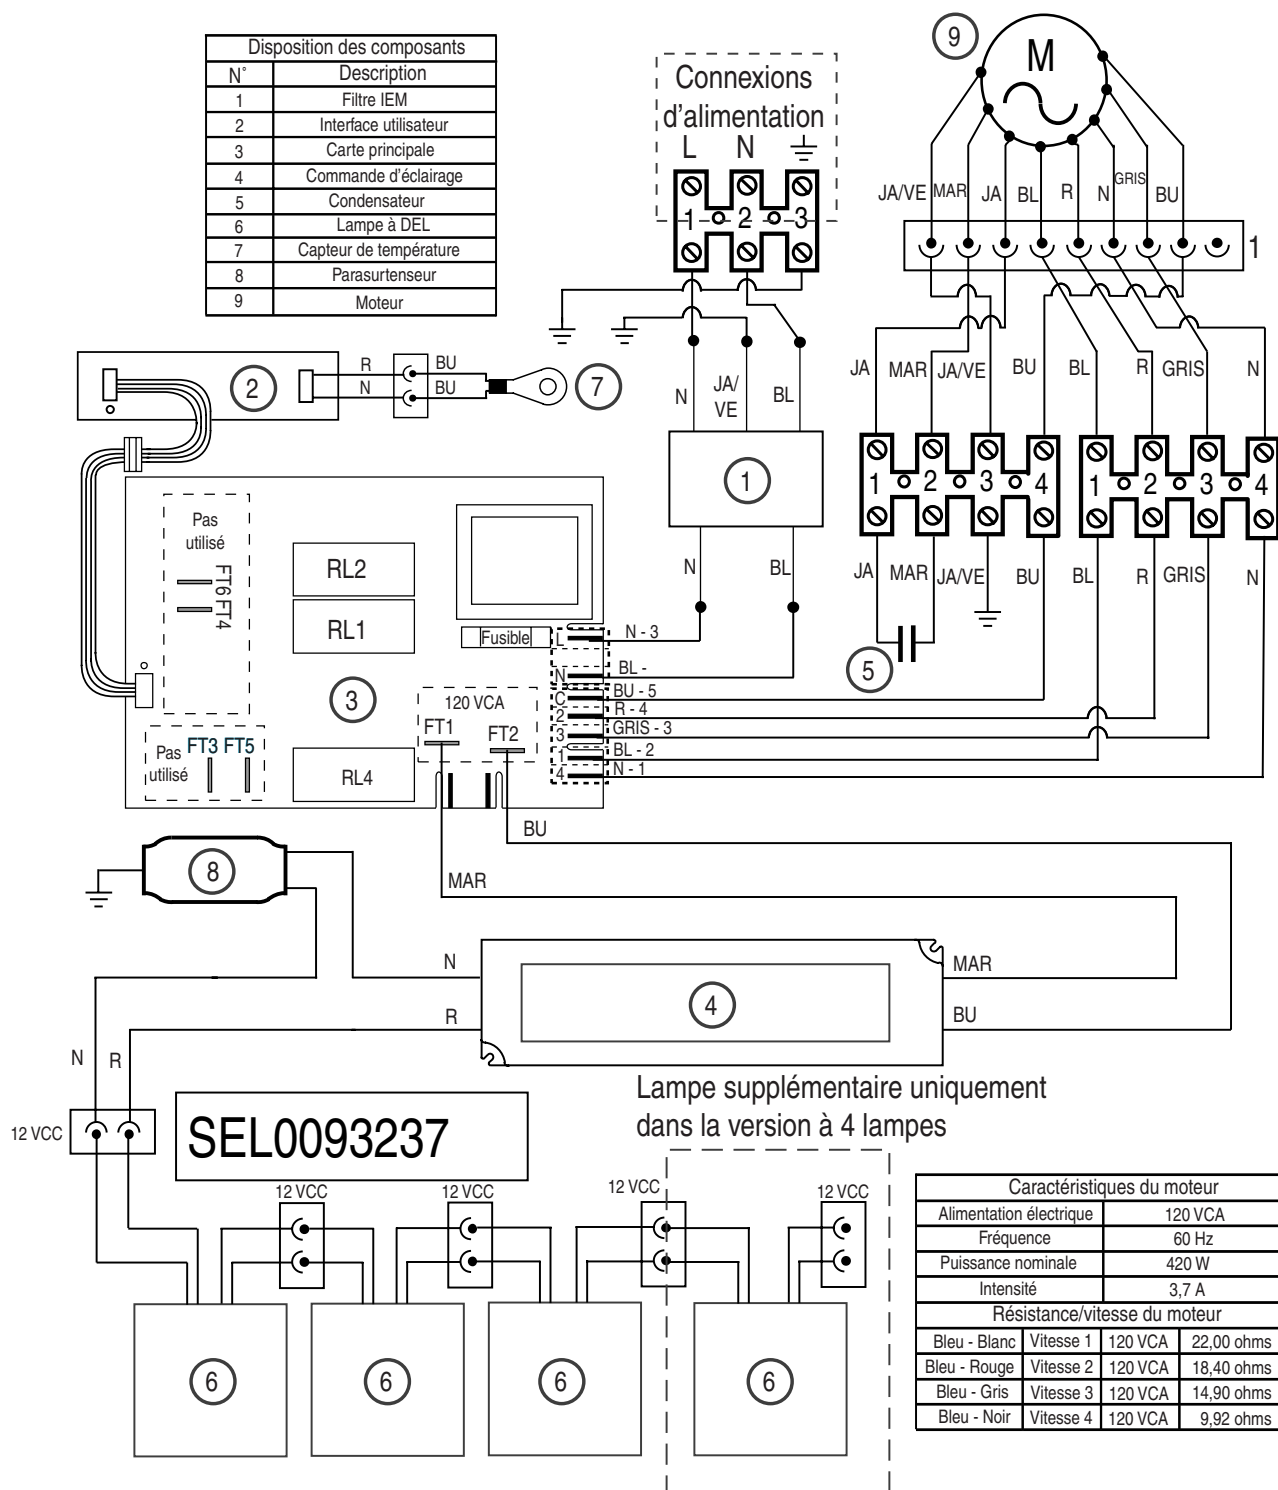 Disposition des composants
N° Description
1 Filtre IEM
2 Interface utilisateur
3 Carte principale
4 Commande d'éclairage
5 Condensateur
6 Lampe à DEL
7 Capteur de température
8 Parasurtenseur
9 Moteur
Connexions
d'alimentation
L N
1 2 3
9
M
JA/VE MAR JA BL R N GRIS BU
1
JA MAR JA/VE BU BL R GRIS N
1 2 3 4 1 2 3 4
JA MAR JA/VE BU BL R GRIS N
5
2
R BU
N BU
7
N JA/
VE BL
1
N BL
Pas
utilisé
FT6 FT4
RL2
RL1
Fusible
3
120 VCA
FT1 FT2
Pas
utilisé
FT3 FT5
RL4
L N - 3
N BL -
C BU - 5
2 R - 4
3 GRIS - 3
1 BL - 2
4 N - 1
BU
MAR
8
N MAR
4
R BU
N R
12 VCC
SEL0093237
Lampe supplémentaire uniquement
dans la version à 4 lampes
12 VCC 12 VCC 12 VCC 12 VCC
6 6 6 6
Caractéristiques du moteur
Alimentation électrique 120 VCA
Fréquence 60 Hz
Puissance nominale 420 W
Intensité 3,7 A
Résistance/vitesse du moteur
Bleu - Blanc Vitesse 1 120 VCA 22,00 ohms
Bleu - Rouge Vitesse 2 120 VCA 18,40 ohms
Bleu - Gris Vitesse 3 120 VCA 14,90 ohms
Bleu - Noir Vitesse 4 120 VCA 9,92 ohms